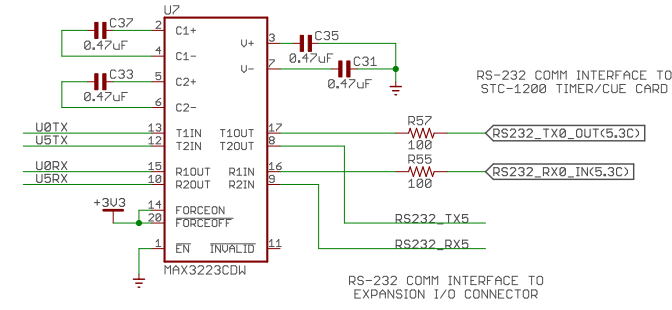 U7
C37
0.47uF
C33
0.47uF
2 C1+
4 C1-
5 C2+
6 C2-
V+ 3
V- 7
C35
0.47uF
C31
0.47uF
RS-232 COMM INTERFACE TO
STC-1200 TIMER/CUE CARD
U0TX 13 T1IN T1OUT 17 R57 100 RS232_TX0_OUT(5.3C)
U5TX 12 T2IN T2OUT 8
U0RX 15 R1OUT R1IN 16 R55 100 RS232_RX0_IN(5.3C)
U5RX 10 R2OUT R2IN 9
+3V3
14 FORCEON
20 FORCEOFF
RS232_TX5
1 EN INVALID 11
RS232_RX5
MAX3223CDW
RS-232 COMM INTERFACE TO
EXPANSION I/O CONNECTOR